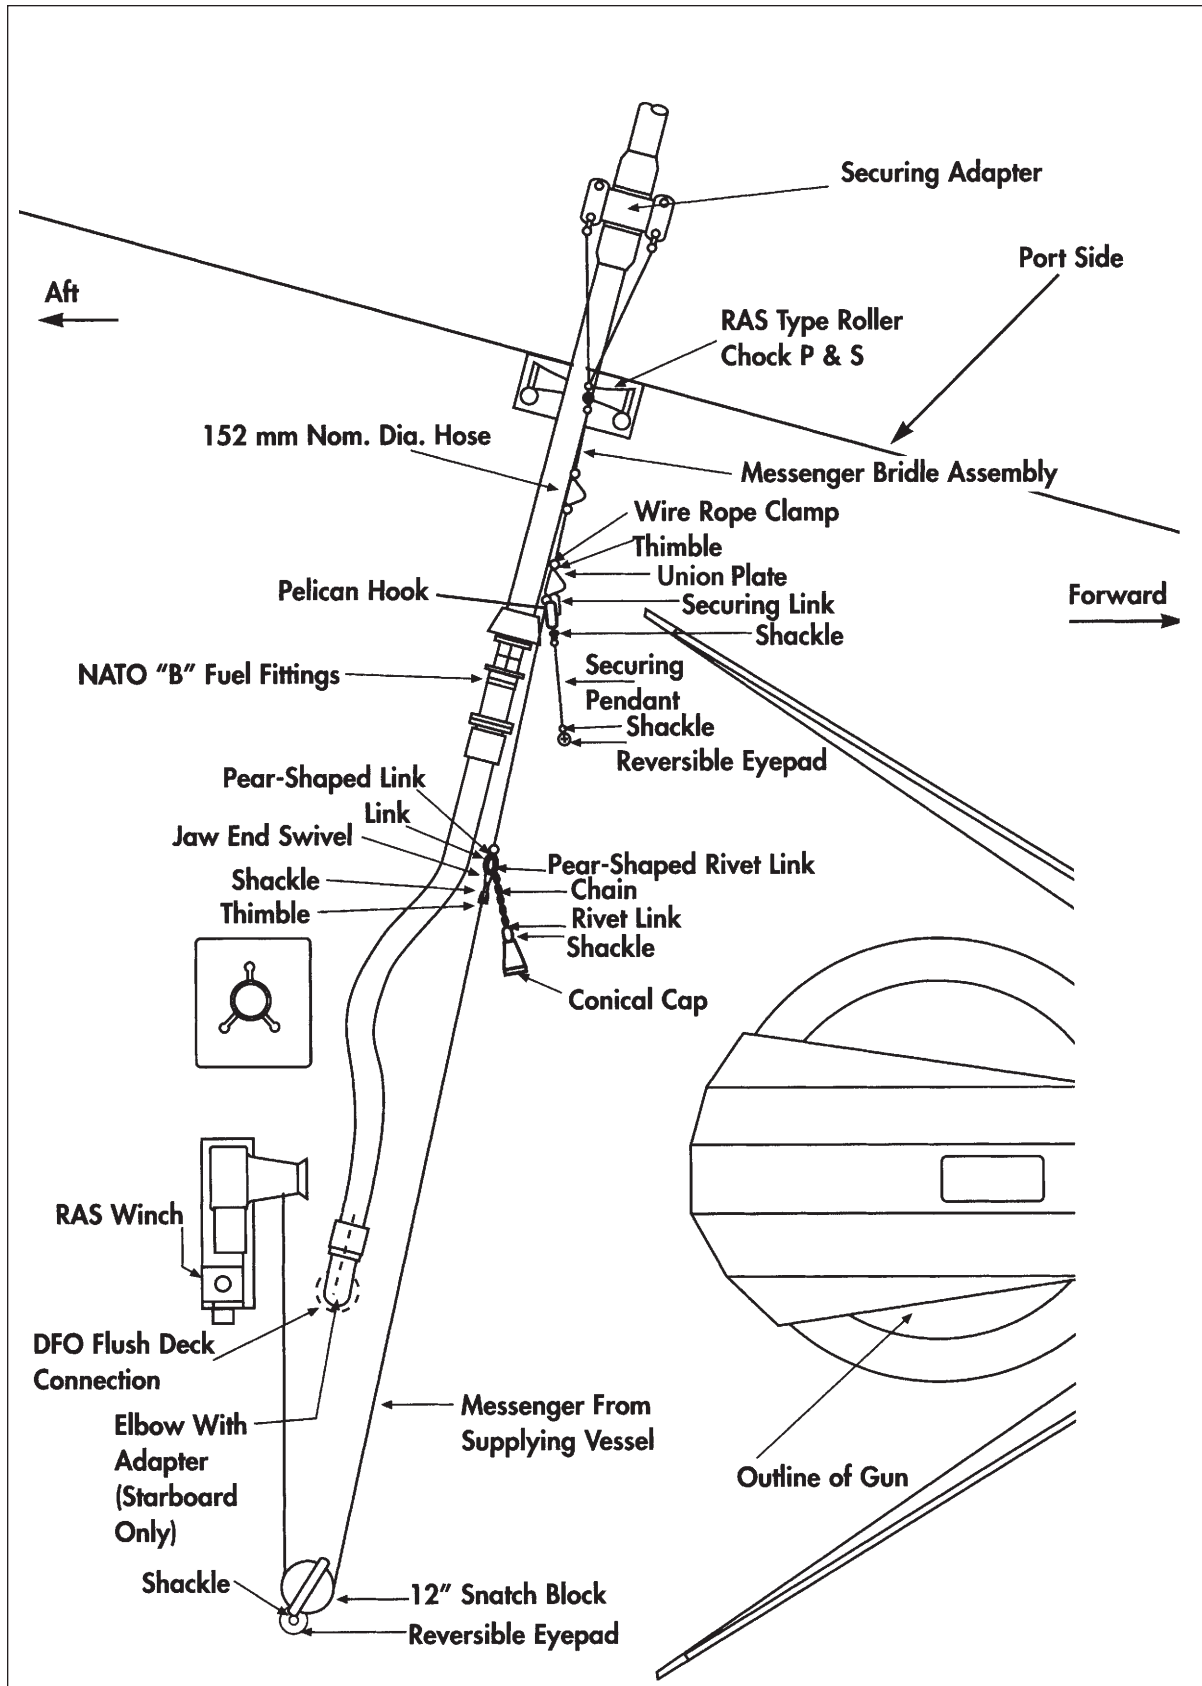 Securing Adapter
Port Side
Aft
RAS Type Roller
Chock P & S
152 mm Nom. Dia. Hose
Messenger Bridle Assembly
Wire Rope Clamp
Thimble
Union Plate
Pelican Hook
Securing Link
Forward
Shackle
NATO “B” Fuel Fittings
Securing
Pendant
Shackle
Reversible Eyepad
Pear-Shaped Link
Link
Jaw End Swivel
Pear-Shaped Rivet Link
Shackle
Chain
Thimble
Rivet Link
Shackle
Conical Cap
RAS Winch
DFO Flush Deck
Connection
Elbow With
Adapter
(Starboard
Only)
Messenger From
Supplying Vessel
Outline of Gun
Shackle
12” Snatch Block
Reversible Eyepad